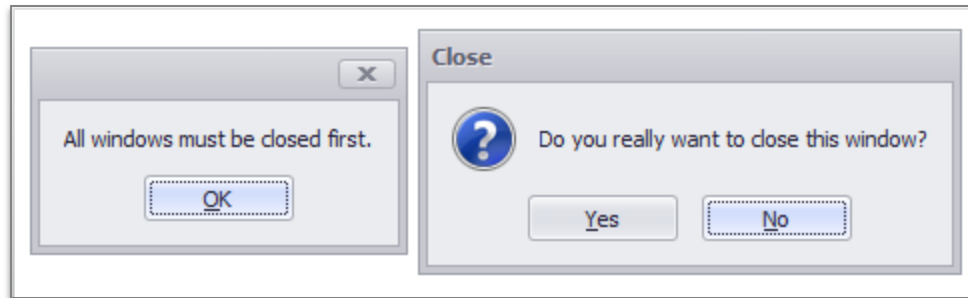 All windows must be closed first.
OK
Close
Do you really want to close this window?
Yes
No